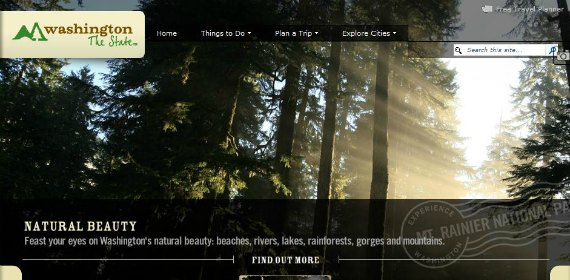 Free Travel Planner
washington
The State
Home Things to Do Plan a Trip Explore Cities
Search this site...
NATURAL BEAUTY
Feast your eyes on Washington's natural beauty: beaches, rivers, lakes, rainforests, gorges and mountains.
EXPERIENCE
MT. RAINIER NATIONAL PA
WASHINGTON
FIND OUT MORE